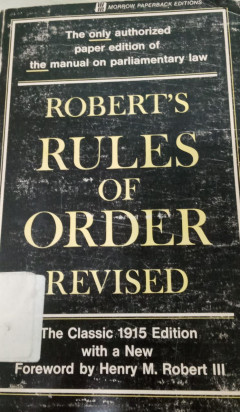 MORROW PAPERBACK EDITIONS
The only authorized
paper edition of
the manual on parliamentary law
ROBERT'S
RULES
OF
ORDER
REVISED
The Classic 1915 Edition
with a New
Foreword by Henry M. Robert III